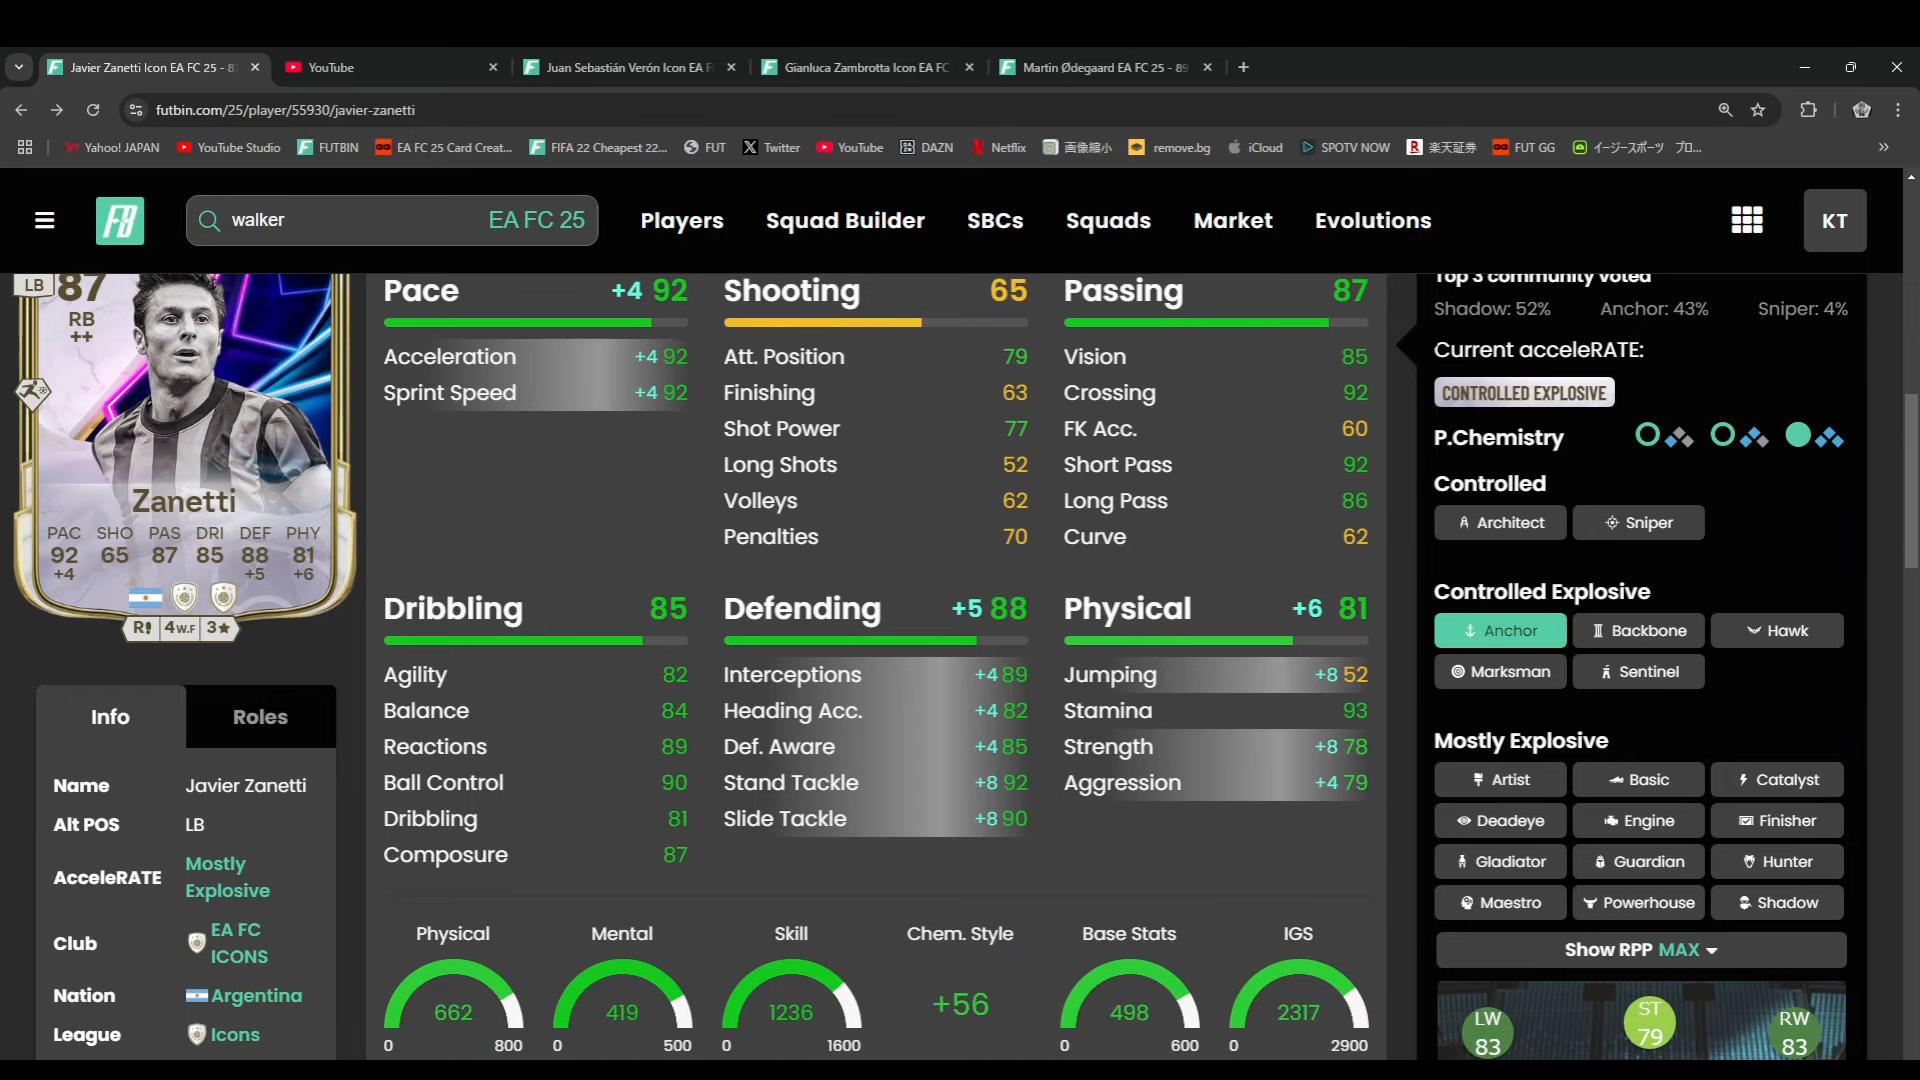 Javier Zanetti Icon EA FC 25 - 87
YouTube
Juan Sebastián Verón Icon EA F
Gianluca Zambrotta Icon EA FC
Martin Ødegaard EA FC 25 - 89
futbin.com/25/player/55930/javier-zanetti
Yahoo! JAPAN
YouTube Studio
FUTBIN
EA FC 25 Card Creat...
FIFA 22 Cheapest 22...
FUT
Twitter
YouTube
DAZN
Netflix
画像縮小
remove.bg
iCloud
SPOTV NOW
楽天証券
FUT GG
イージースポーツ ブロ...
walker
EA FC 25
Players
Squad Builder
SBCs
Squads
Market
Evolutions
KT
LB
87
RB
++
Zanetti
PAC SHO PAS DRI DEF PHY
92 65 87 85 88 81
+4 +5 +6
R 4 W.F 3★
Info
Roles
Name Javier Zanetti
Alt POS LB
AcceleRATE Mostly Explosive
Club EA FC ICONS
Nation Argentina
League Icons
Pace +4 92
Acceleration +4 92
Sprint Speed +4 92
Shooting 65
Att. Position 79
Finishing 63
Shot Power 77
Long Shots 52
Volleys 62
Penalties 70
Passing 87
Vision 85
Crossing 92
FK Acc. 60
Short Pass 92
Long Pass 86
Curve 62
Dribbling 85
Agility 82
Balance 84
Reactions 89
Ball Control 90
Dribbling 81
Composure 87
Defending +5 88
Interceptions +4 89
Heading Acc. +4 82
Def. Aware +4 85
Stand Tackle +8 92
Slide Tackle +8 90
Physical +6 81
Jumping +8 52
Stamina 93
Strength +8 78
Aggression +4 79
Physical
662
0 800
Mental
419
0 500
Skill
1236
0 1600
Chem. Style
+56
Base Stats
498
0 600
IGS
2317
0 2900
Top 3 community voted
Shadow: 52% Anchor: 43% Sniper: 4%
Current acceleRATE:
CONTROLLED EXPLOSIVE
P.Chemistry
Controlled
Architect Sniper
Controlled Explosive
Anchor Backbone Hawk
Marksman Sentinel
Mostly Explosive
Artist Basic Catalyst
Deadeye Engine Finisher
Gladiator Guardian Hunter
Maestro Powerhouse Shadow
Show RPP MAX
LW 83
ST 79
RW 83